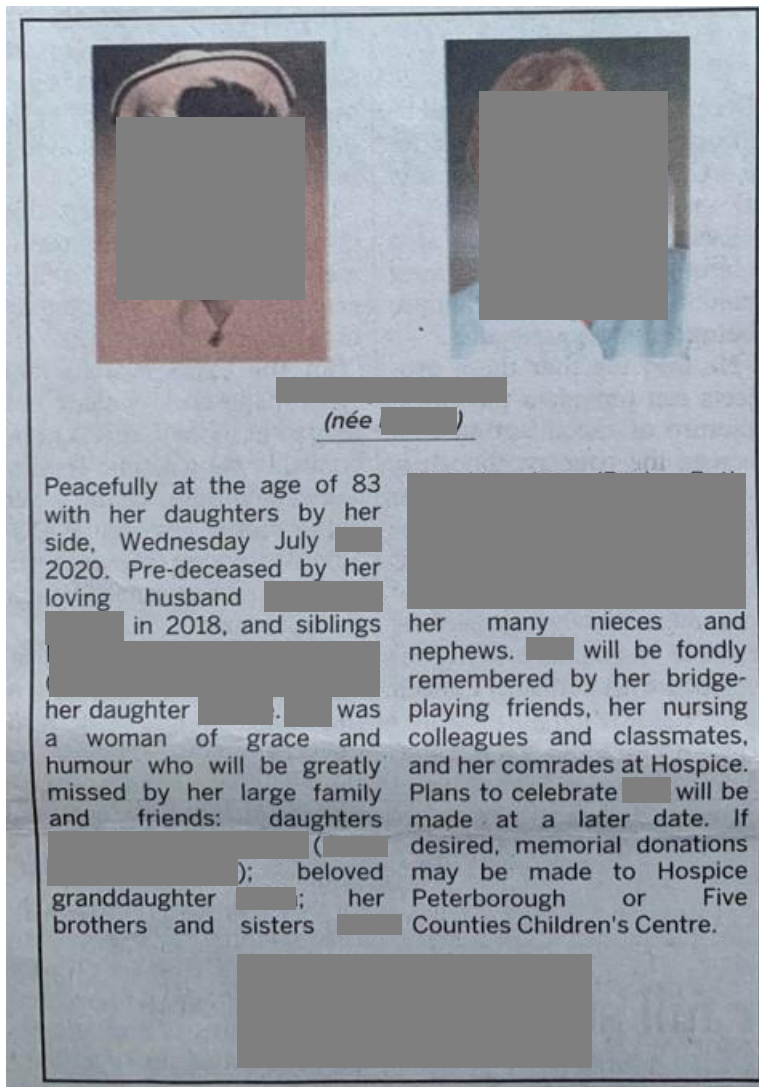 (née
Peacefully at the age of 83
with her daughters by her
side, Wednesday July
2020. Pre-deceased by her
loving husband
in 2018, and siblings
her daughter . was
a woman of grace and
humour who will be greatly
missed by her large family
and friends: daughters
(
); beloved
granddaughter ; her
brothers and sisters
her many nieces and
nephews. will be fondly
remembered by her bridge-
playing friends, her nursing
colleagues and classmates,
and her comrades at Hospice.
Plans to celebrate will be
made at a later date. If
desired, memorial donations
may be made to Hospice
Peterborough or Five
Counties Children's Centre.